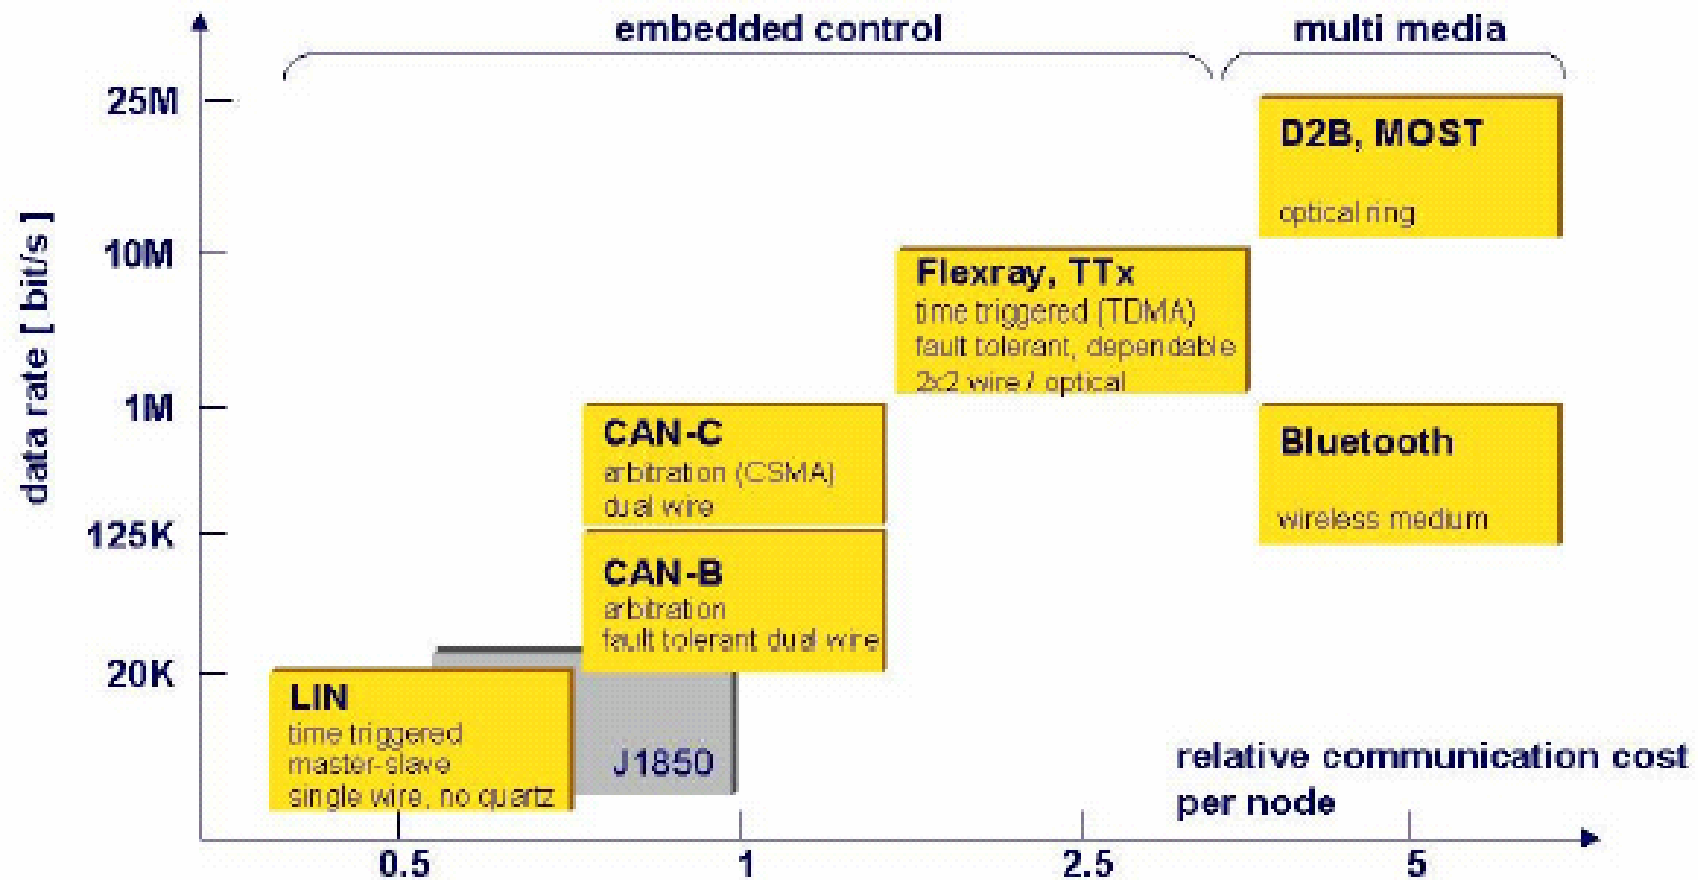 embedded control
multi media
25M
D2B, MOST
optical ring
data rate [ bit/s ]
10M
Flexray, TTx
time triggered (TDMA)
fault tolerant, dependable
2x2 wire / optical
1M
CAN-C
arbitration (CSMA)
dual wire
Bluetooth
wireless medium
125K
CAN-B
arbitration
fault tolerant dual wire
20K
LIN
time triggered
master-slave
single wire, no quartz
J1850
relative communication cost
per node
0.5
1
2.5
5